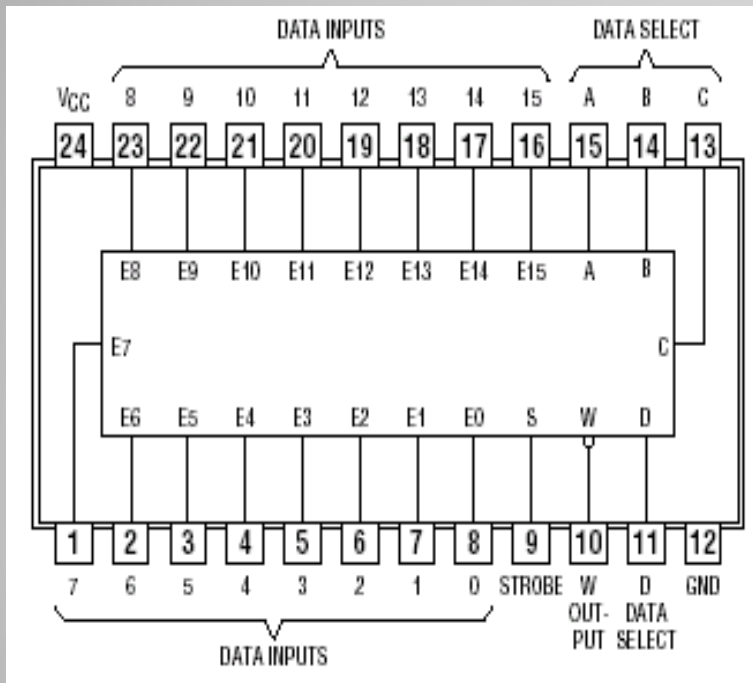 DATA INPUTS DATA SELECT
VCC 8 9 10 11 12 13 14 15 A B C
24 23 22 21 20 19 18 17 16 15 14 13
E8 E9 E10 E11 E12 E13 E14 E15 A B
E7 C
E6 E5 E4 E3 E2 E1 E0 S W D
1 2 3 4 5 6 7 8 9 10 11 12
7 6 5 4 3 2 1 0 STROBE W D GND
OUT- DATA
PUT SELECT
DATA INPUTS